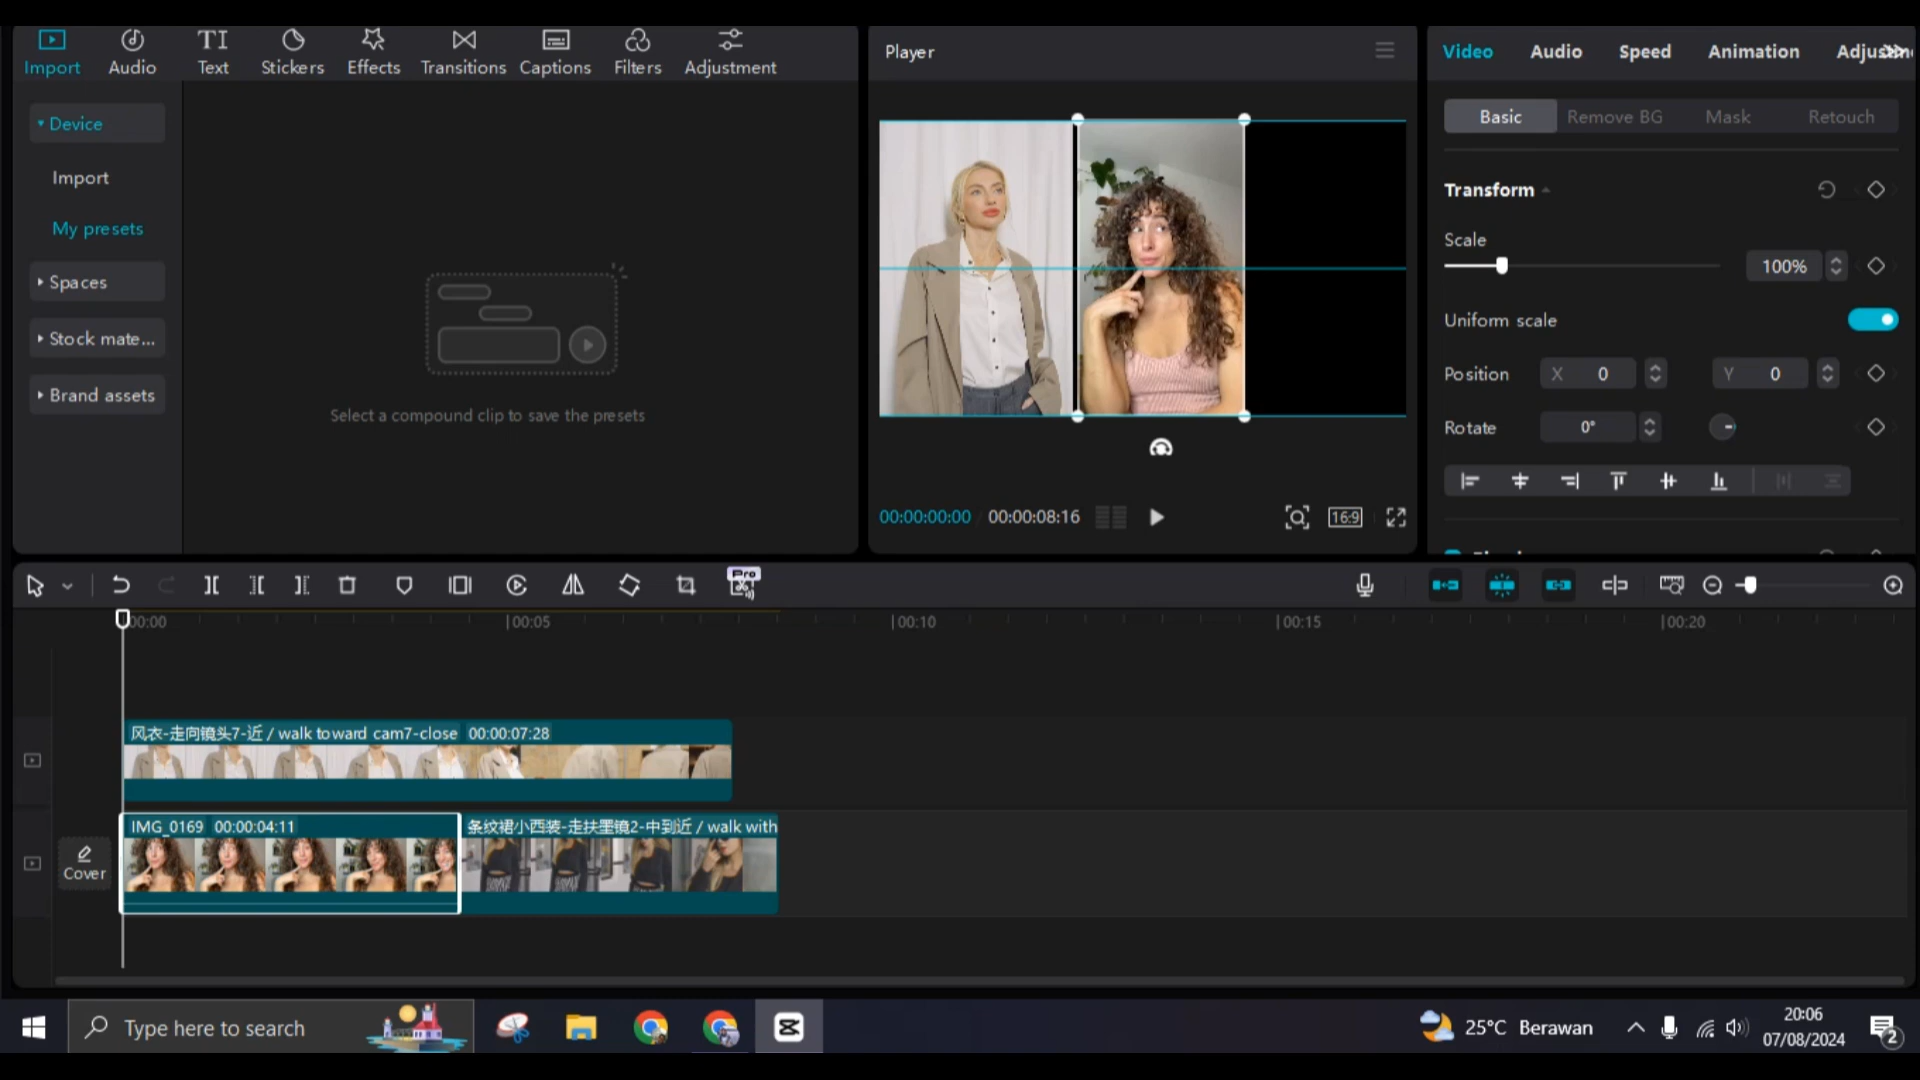 Import
Audio
TI
Text
Stickers
Effects
Transitions
Captions
Filters
Adjustment
Device
Import
My presets
Spaces
Stock mate...
Brand assets
Select a compound clip to save the presets
Player
00:00:00:00
00:00:08:16
16:9
Video
Audio
Speed
Animation
Basic
Remove BG
Mask
Retouch
Transform
Scale
100%
Uniform scale
Position
X 0
Y 0
Rotate
0°
Pro
00:00
00:05
00:10
00:15
00:20
风衣-走向镜头7-近 / walk toward cam7-close 00:00:07:28
Cover
IMG_0169 00:00:04:11
条纹裙小西装-走扶墨镜2-中到近 / walk with
Type here to search
25°C Berawan
20:06
07/08/2024
2